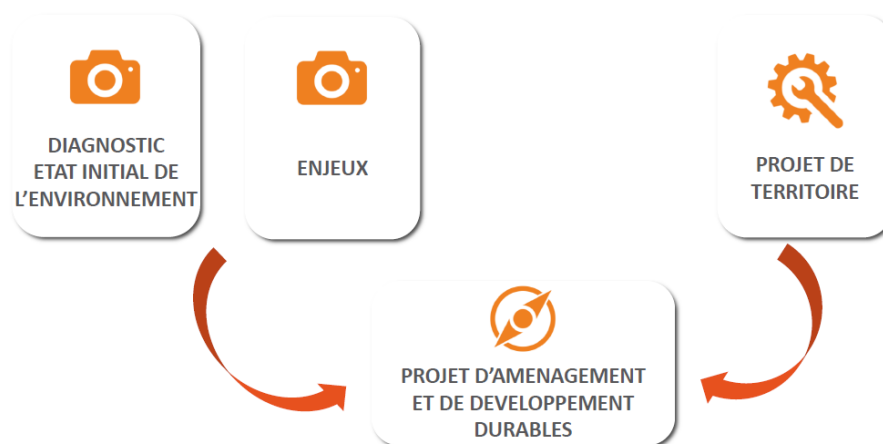 DIAGNOSTIC
ETAT INITIAL DE
L’ENVIRONNEMENT
ENJEUX
PROJET DE
TERRITOIRE
PROJET D’AMENAGEMENT
ET DE DEVELOPPEMENT
DURABLES